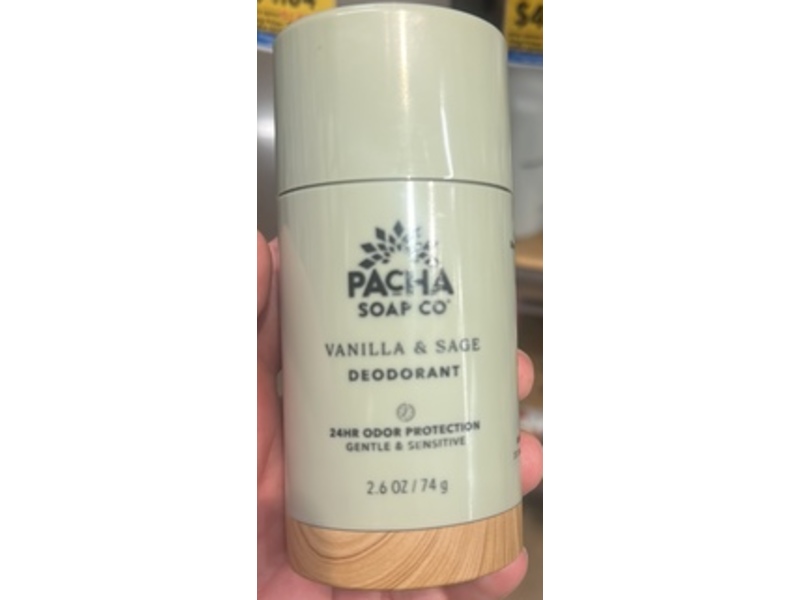 PACHA
SOAP CO
VANILLA & SAGE
DEODORANT
24HR ODOR PROTECTION
GENTLE & SENSITIVE
2.6 OZ / 74 g